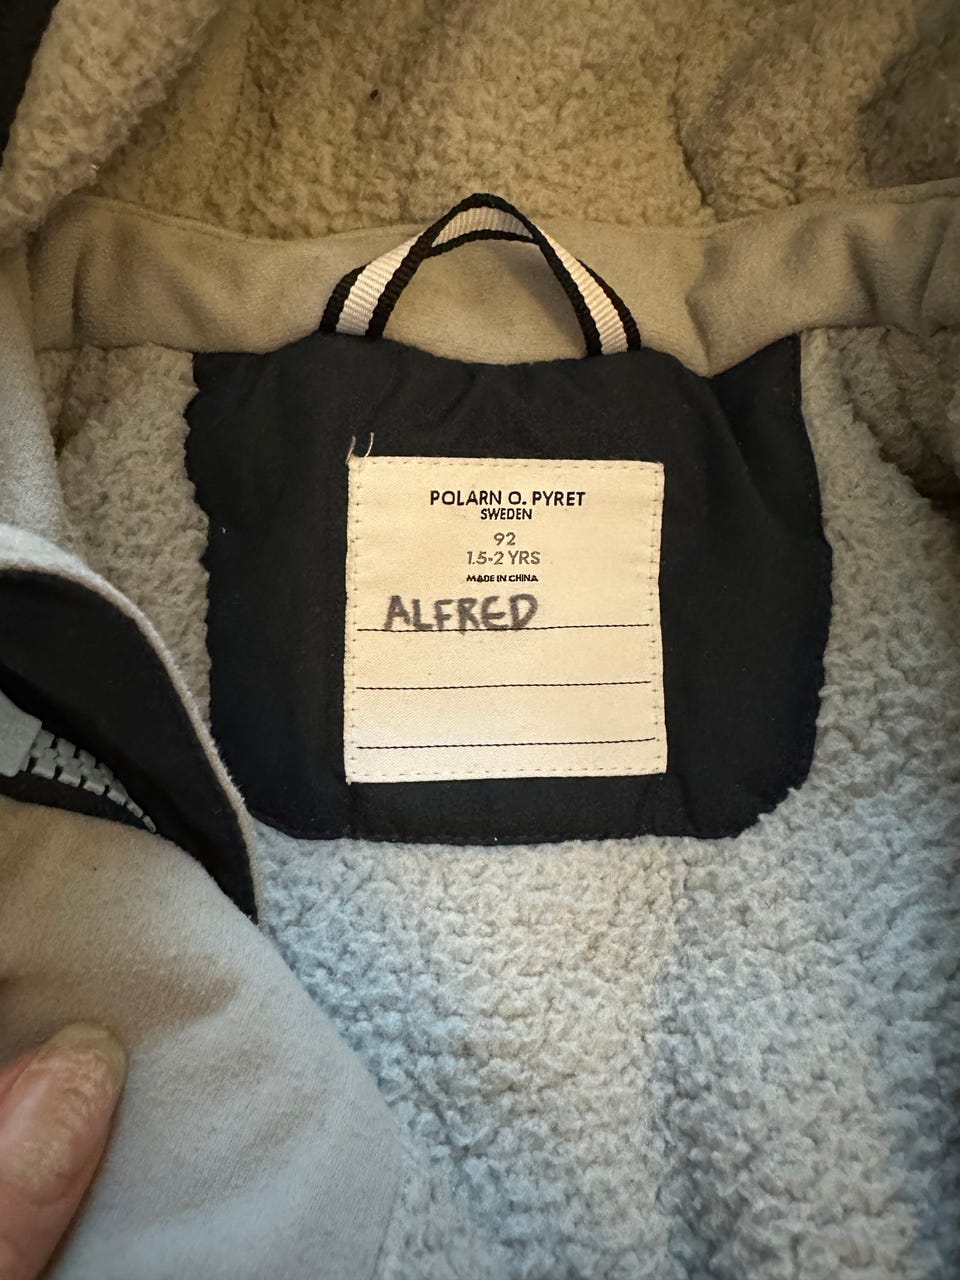 POLARN O. PYRET
SWEDEN
92
1.5-2 YRS
MADE IN CHINA
ALFRED